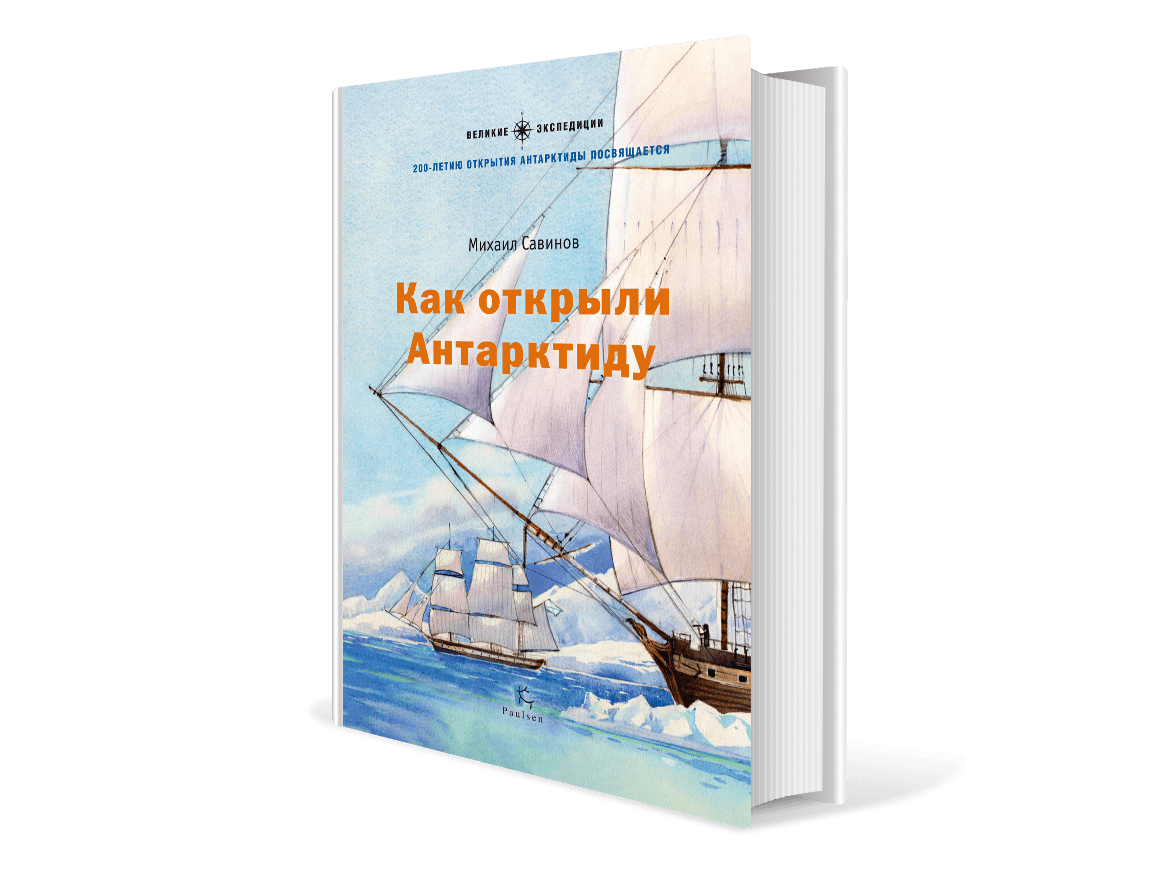 ВЕЛИКИЕ ЭКСПЕДИЦИИ
200-ЛЕТИЮ ОТКРЫТИЯ АНТАРКТИДЫ ПОСВЯЩАЕТСЯ
Михаил Савинов
Как открыли
Антарктиду
Paulsen